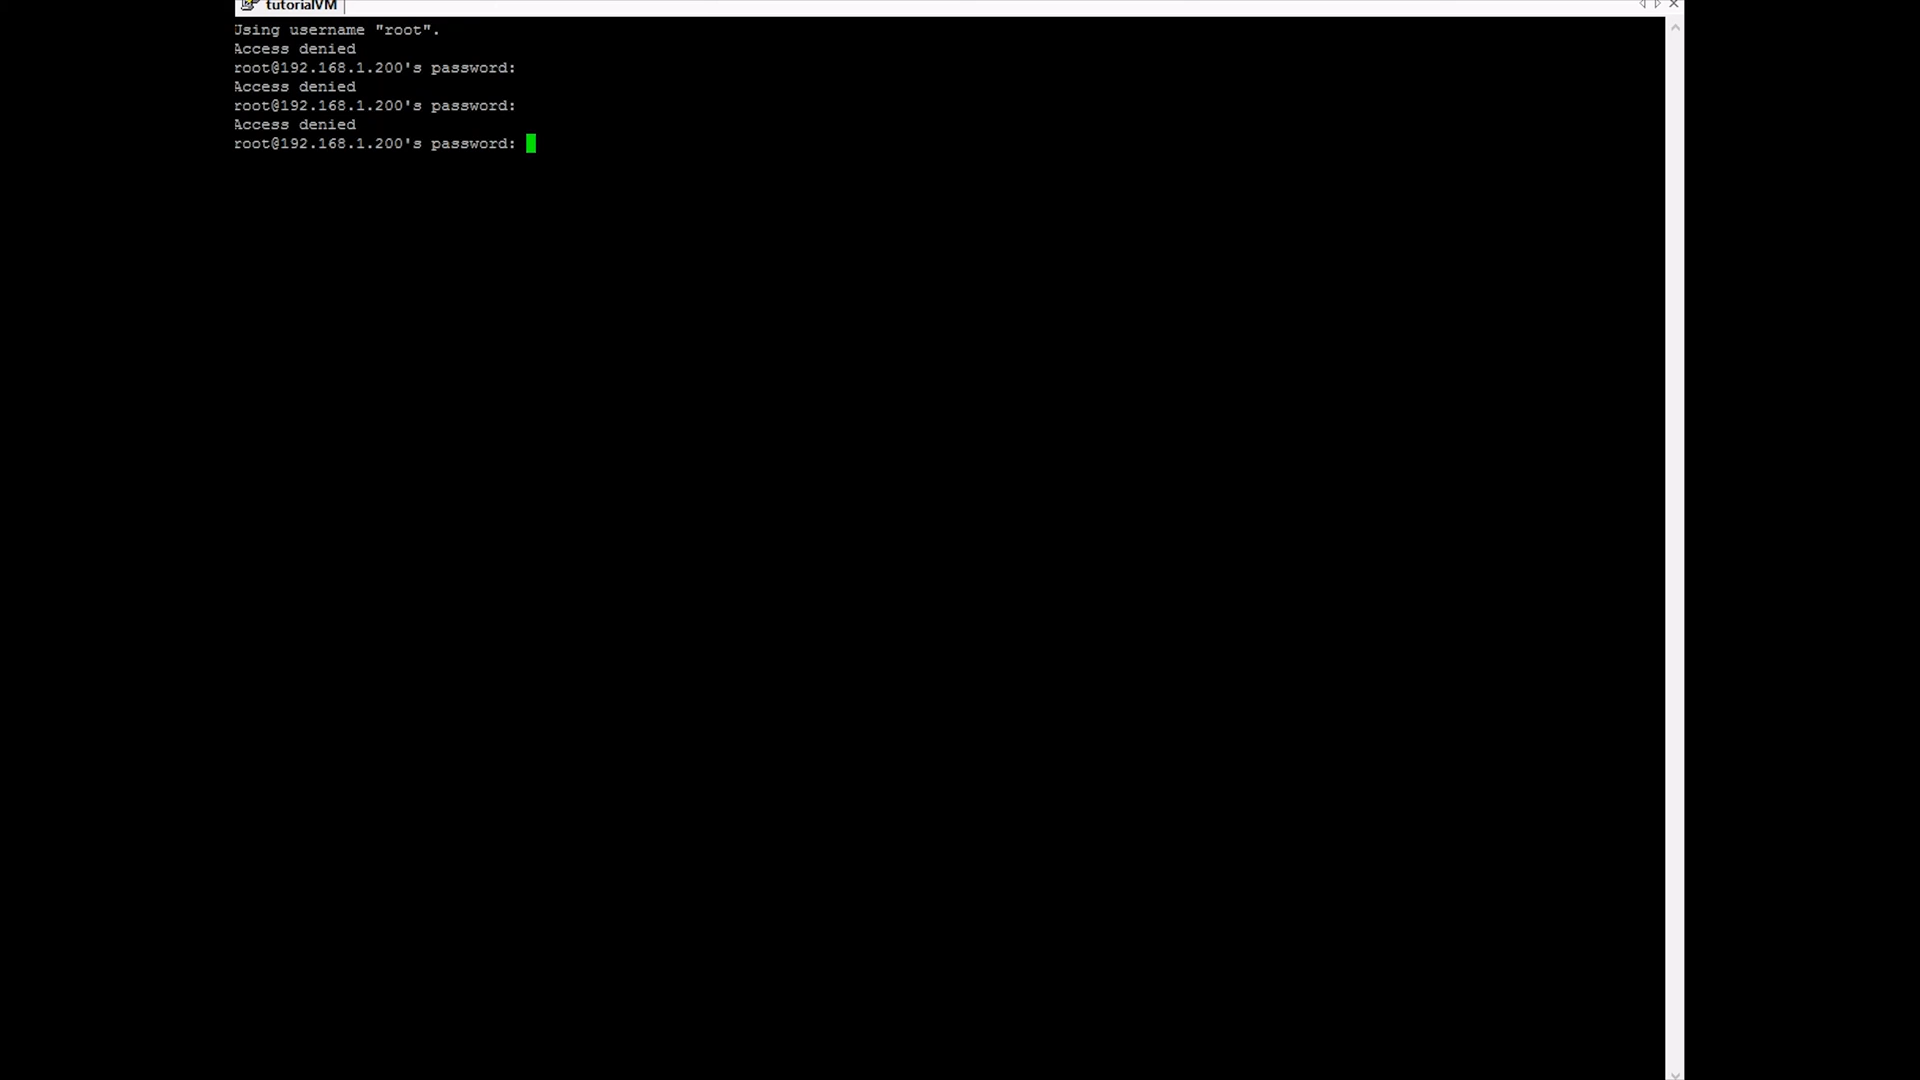 tutorialVM
Using username "root".
Access denied
root@192.168.1.200's password:
Access denied
root@192.168.1.200's password:
Access denied
root@192.168.1.200's password: